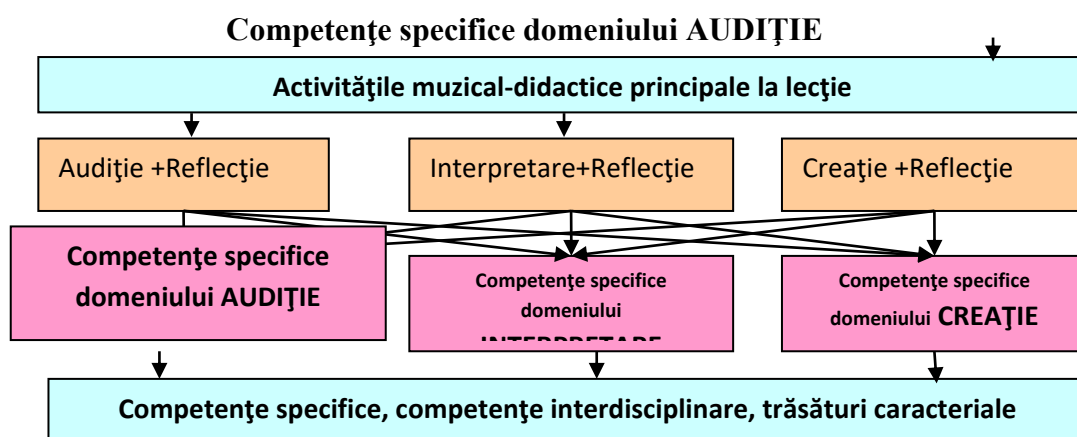 Competenţe specifice domeniului AUDIŢIE
Activităţile muzical-didactice principale la lecţie
Audiţie +Reflecţie
Interpretare+Reflecţie
Creaţie +Reflecţie
Competenţe specifice
domeniului AUDIŢIE
Competenţe specifice
domeniului
INTERPRETARE
Competenţe specifice
domeniului CREAŢIE
Competenţe specifice, competenţe interdisciplinare, trăsături caracteriale